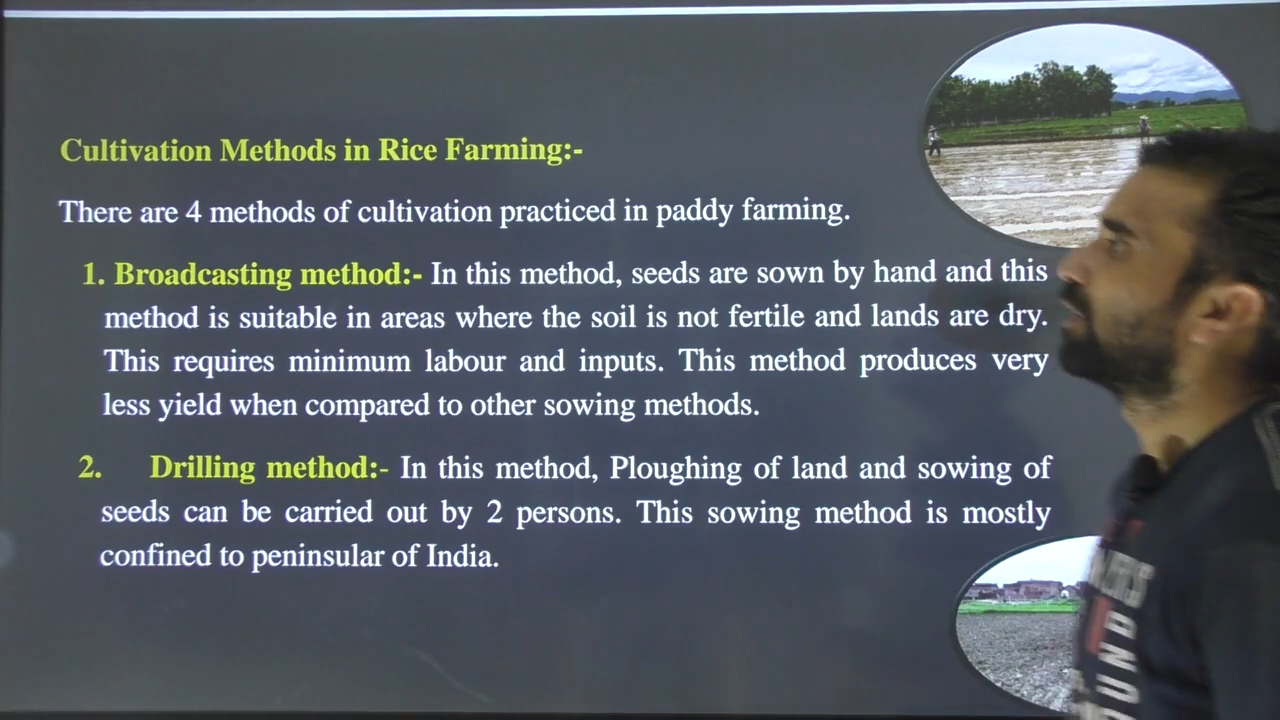 Cultivation Methods in Rice Farming:-
There are 4 methods of cultivation practiced in paddy farming.
1. Broadcasting method:- In this method, seeds are sown by hand and this
method is suitable in areas where the soil is not fertile and lands are dry.
This requires minimum labour and inputs. This method produces very
less yield when compared to other sowing methods.
2. Drilling method:- In this method, Ploughing of land and sowing of
seeds can be carried out by 2 persons. This sowing method is mostly
confined to peninsular of India.